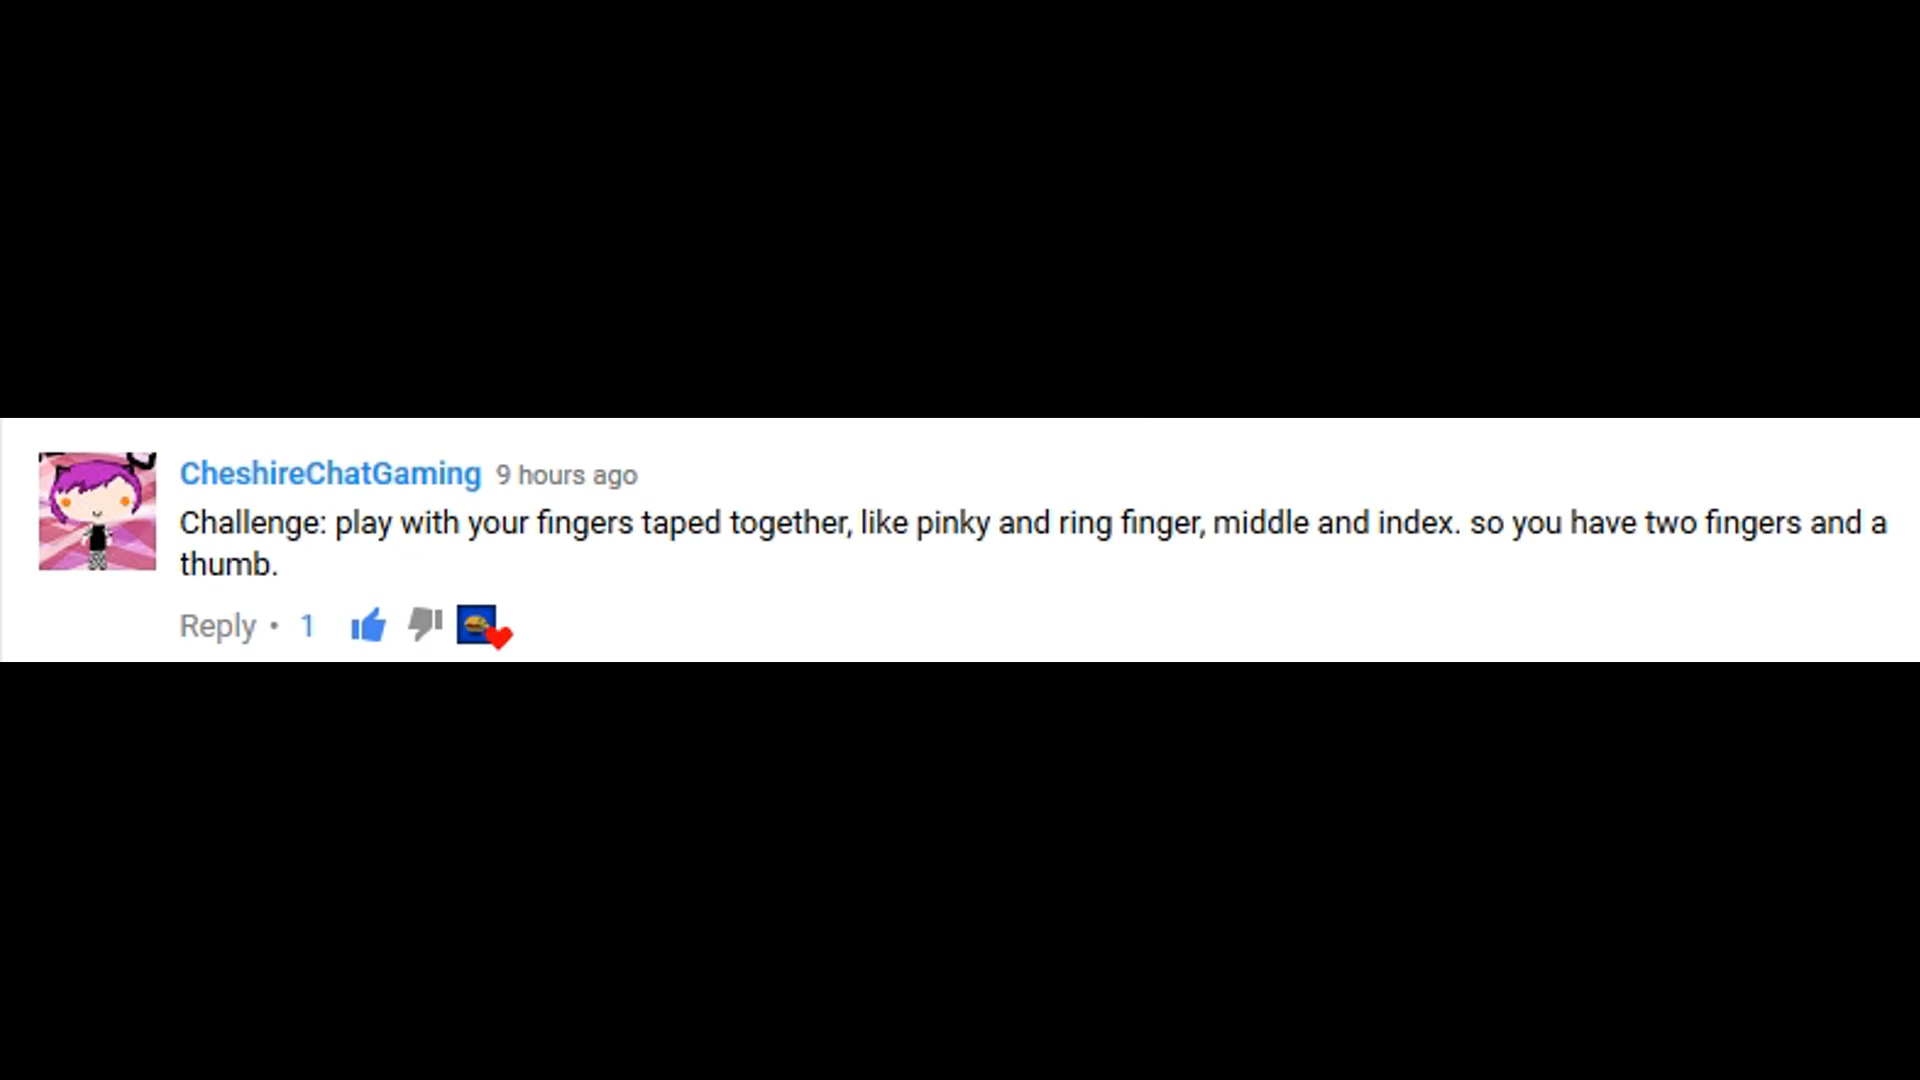 CheshireChatGaming 9 hours ago
Challenge: play with your fingers taped together, like pinky and ring finger, middle and index. so you have two fingers and a
thumb.
Reply • 1